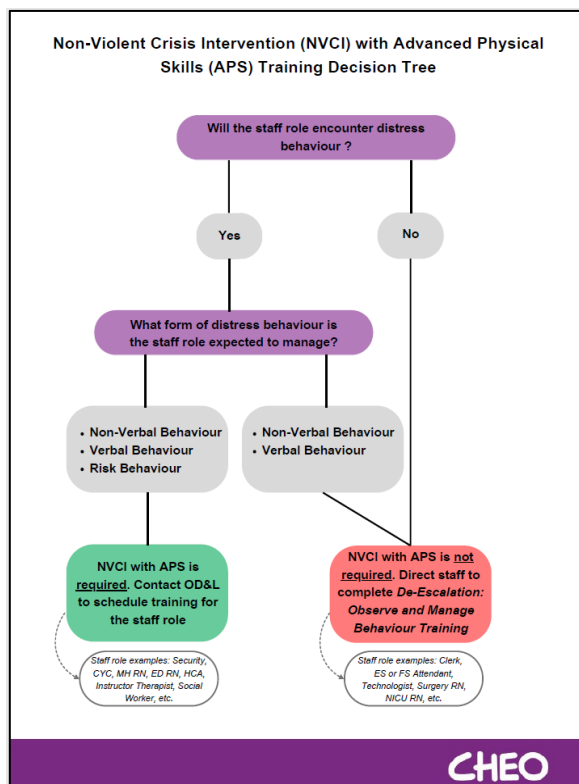 Non-Violent Crisis Intervention (NVCI) with Advanced Physical
Skills (APS) Training Decision Tree
Will the staff role encounter distress
behaviour ?
Yes
No
What form of distress behaviour is
the staff role expected to manage?
• Non-Verbal Behaviour
• Verbal Behaviour
• Risk Behaviour
• Non-Verbal Behaviour
• Verbal Behaviour
NVCI with APS is
required. Contact OD&L
to schedule training for
the staff role
NVCI with APS is not
required. Direct staff to
complete De-Escalation:
Observe and Manage
Behaviour Training
Staff role examples: Security,
CYC, MH RN, ED RN, HCA,
Instructor Therapist, Social
Worker, etc.
Staff role examples: Clerk,
ES or FS Attendant,
Technologist, Surgery RN,
NICU RN, etc.
CHEO